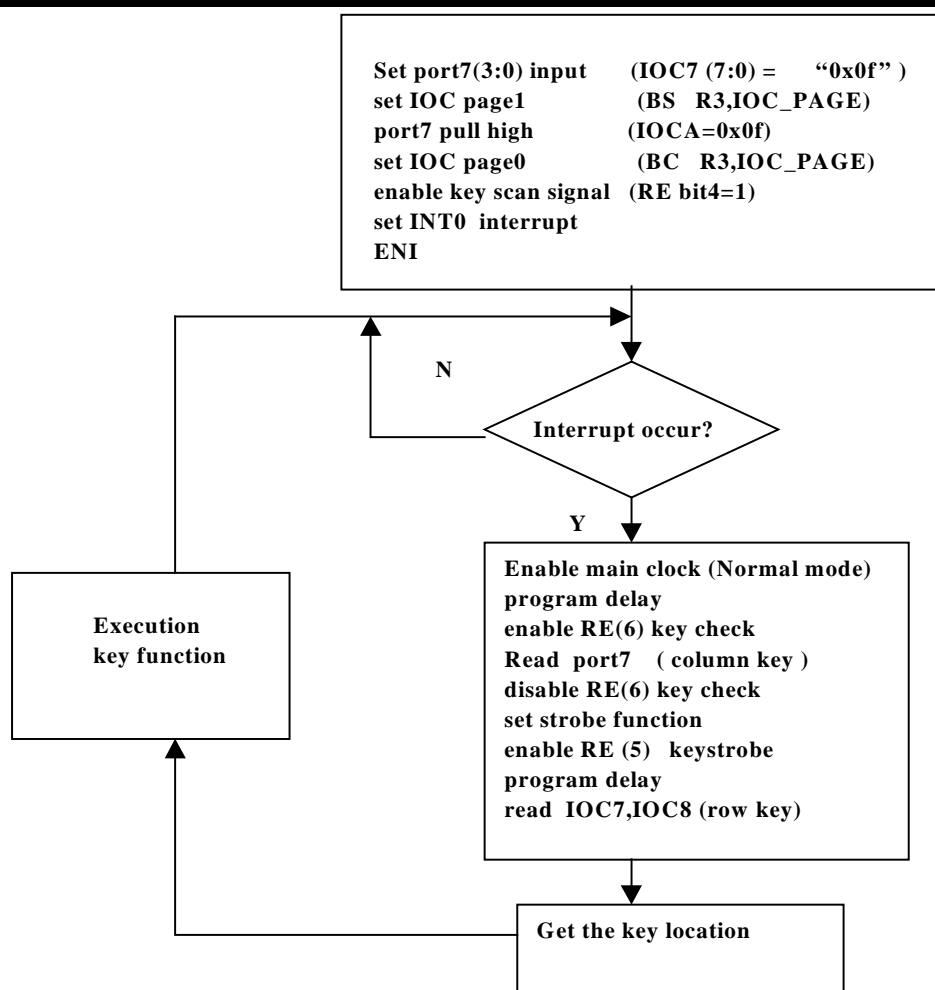 Set port7(3:0) input (IOC7 (7:0) = “0x0f” )
set IOC page1 (BS R3,IOC_PAGE)
port7 pull high (IOCA=0x0f)
set IOC page0 (BC R3,IOC_PAGE)
enable key scan signal (RE bit4=1)
set INT0 interrupt
ENI
N
Interrupt occur?
Y
Enable main clock (Normal mode)
program delay
enable RE(6) key check
Read port7 ( column key )
disable RE(6) key check
set strobe function
enable RE (5) keystrobe
program delay
read IOC7,IOC8 (row key)
Execution
key function
Get the key location